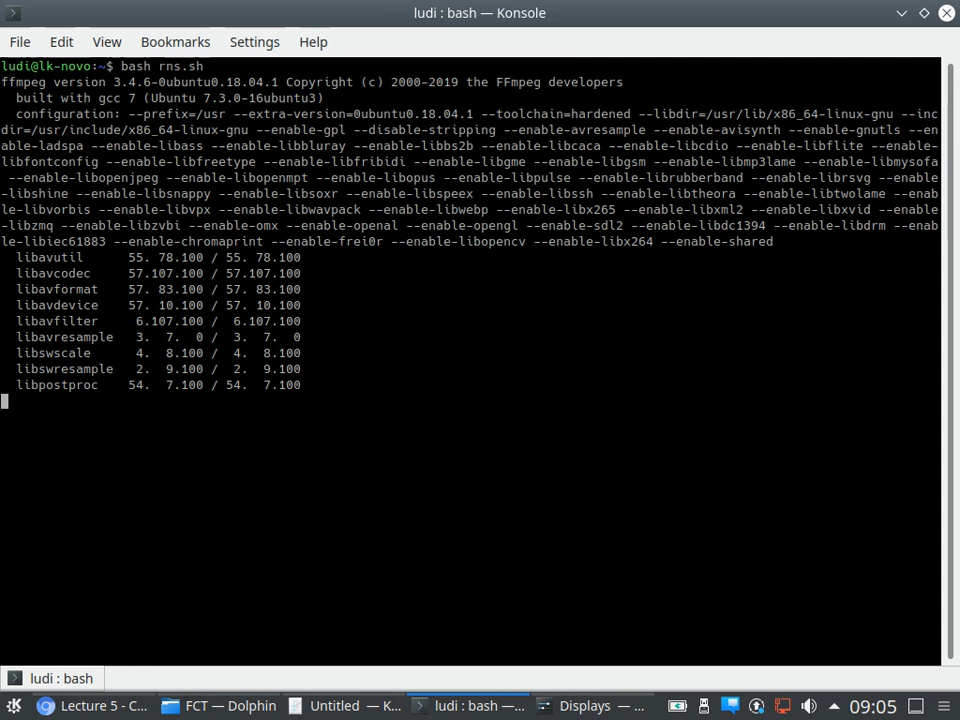 ludi : bash — Konsole
File Edit View Bookmarks Settings Help
ludi@lk-novo:~$ bash rns.sh
ffmpeg version 3.4.6-0ubuntu0.18.04.1 Copyright (c) 2000-2019 the FFmpeg developers
  built with gcc 7 (Ubuntu 7.3.0-16ubuntu3)
  configuration: --prefix=/usr --extra-version=0ubuntu0.18.04.1 --toolchain=hardened --libdir=/usr/lib/x86_64-linux-gnu --inc
dir=/usr/include/x86_64-linux-gnu --enable-gpl --disable-stripping --enable-avresample --enable-avisynth --enable-gnutls --en
able-ladspa --enable-libass --enable-libbluray --enable-libbs2b --enable-libcaca --enable-libcdio --enable-libflite --enable-
libfontconfig --enable-libfreetype --enable-libfribidi --enable-libgme --enable-libgsm --enable-libmp3lame --enable-libmysofa
 --enable-libopenjpeg --enable-libopenmpt --enable-libopus --enable-libpulse --enable-librubberband --enable-librsvg --enable
-libshine --enable-libsnappy --enable-libsoxr --enable-libspeex --enable-libssh --enable-libtheora --enable-libtwolame --enab
le-libvorbis --enable-libvpx --enable-libwavpack --enable-libwebp --enable-libx265 --enable-libxml2 --enable-libxvid --enable
-libzmq --enable-libzvbi --enable-omx --enable-openal --enable-opengl --enable-sdl2 --enable-libdc1394 --enable-libdrm --enab
le-libiec61883 --enable-chromaprint --enable-frei0r --enable-libopencv --enable-libx264 --enable-shared
  libavutil      55. 78.100 / 55. 78.100
  libavcodec     57.107.100 / 57.107.100
  libavformat    57. 83.100 / 57. 83.100
  libavdevice    57. 10.100 / 57. 10.100
  libavfilter     6.107.100 /  6.107.100
  libavresample   3.  7.  0 /  3.  7.  0
  libswscale      4.  8.100 /  4.  8.100
  libswresample   2.  9.100 /  2.  9.100
  libpostproc    54.  7.100 / 54.  7.100
ludi : bash
Lecture 5 - C... FCT — Dolphin Untitled — K... ludi : bash —... Displays — ... 09:05